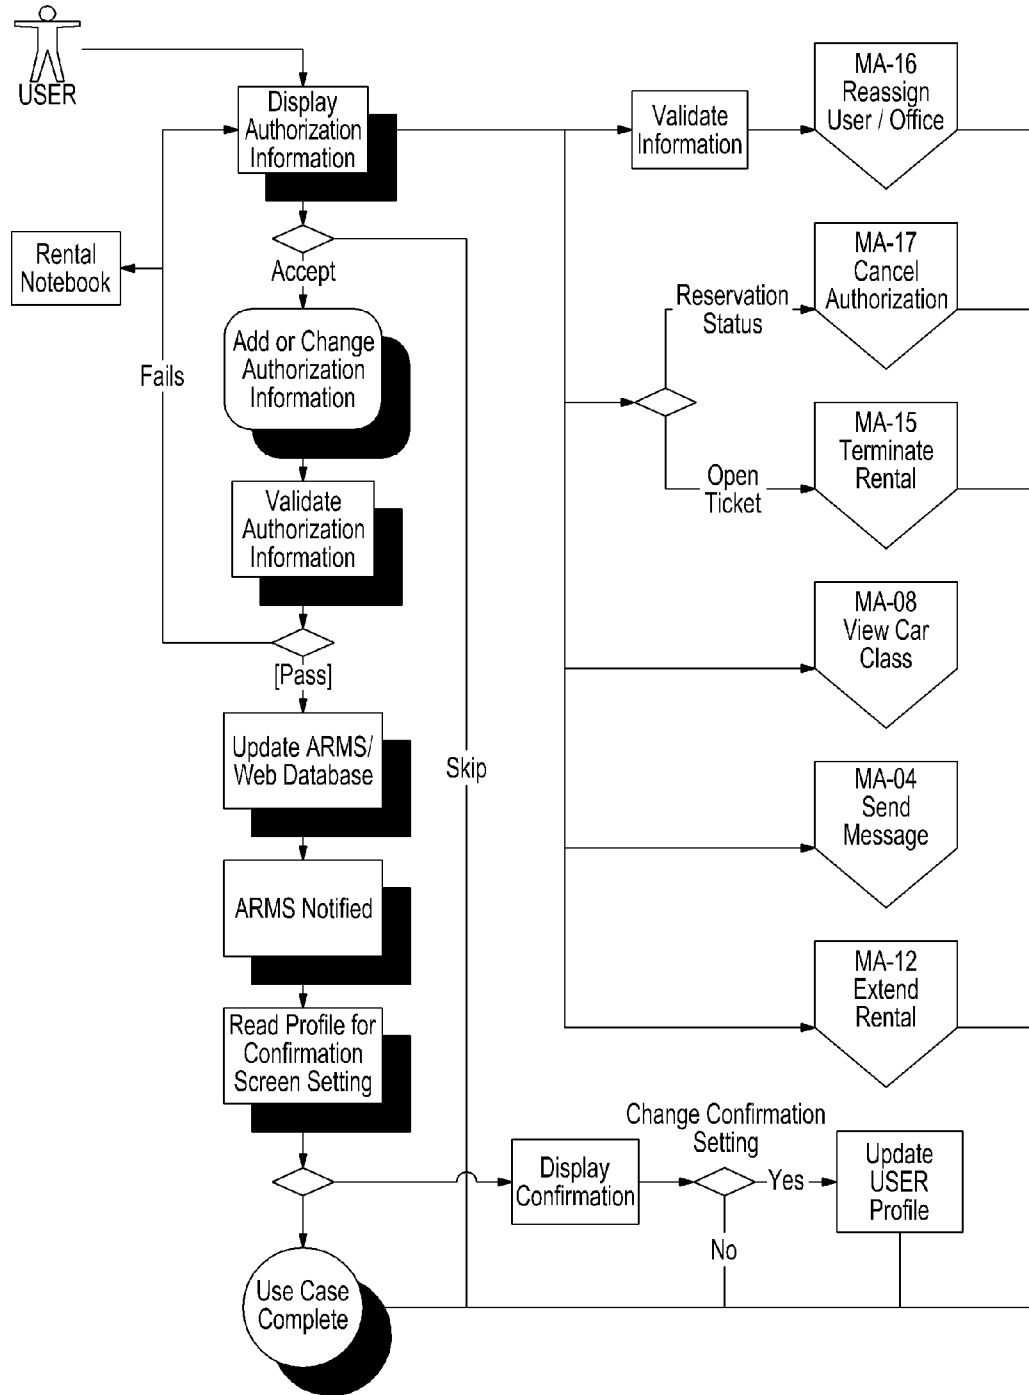 USER
Display
Authorization
Information
Validate
Information
MA-16
Reassign
User / Office
Rental
Notebook
Accept
MA-17
Cancel
Authorization
Reservation
Status
Add or Change
Authorization
Information
Fails
MA-15
Terminate
Rental
Open
Ticket
Validate
Authorization
Information
[Pass]
MA-08
View Car
Class
Update ARMS/
Web Database
Skip
MA-04
Send
Message
ARMS Notified
MA-12
Extend
Rental
Read Profile for
Confirmation
Screen Setting
Change Confirmation
Setting
Display
Confirmation
Yes
Update
USER
Profile
No
Use Case
Complete